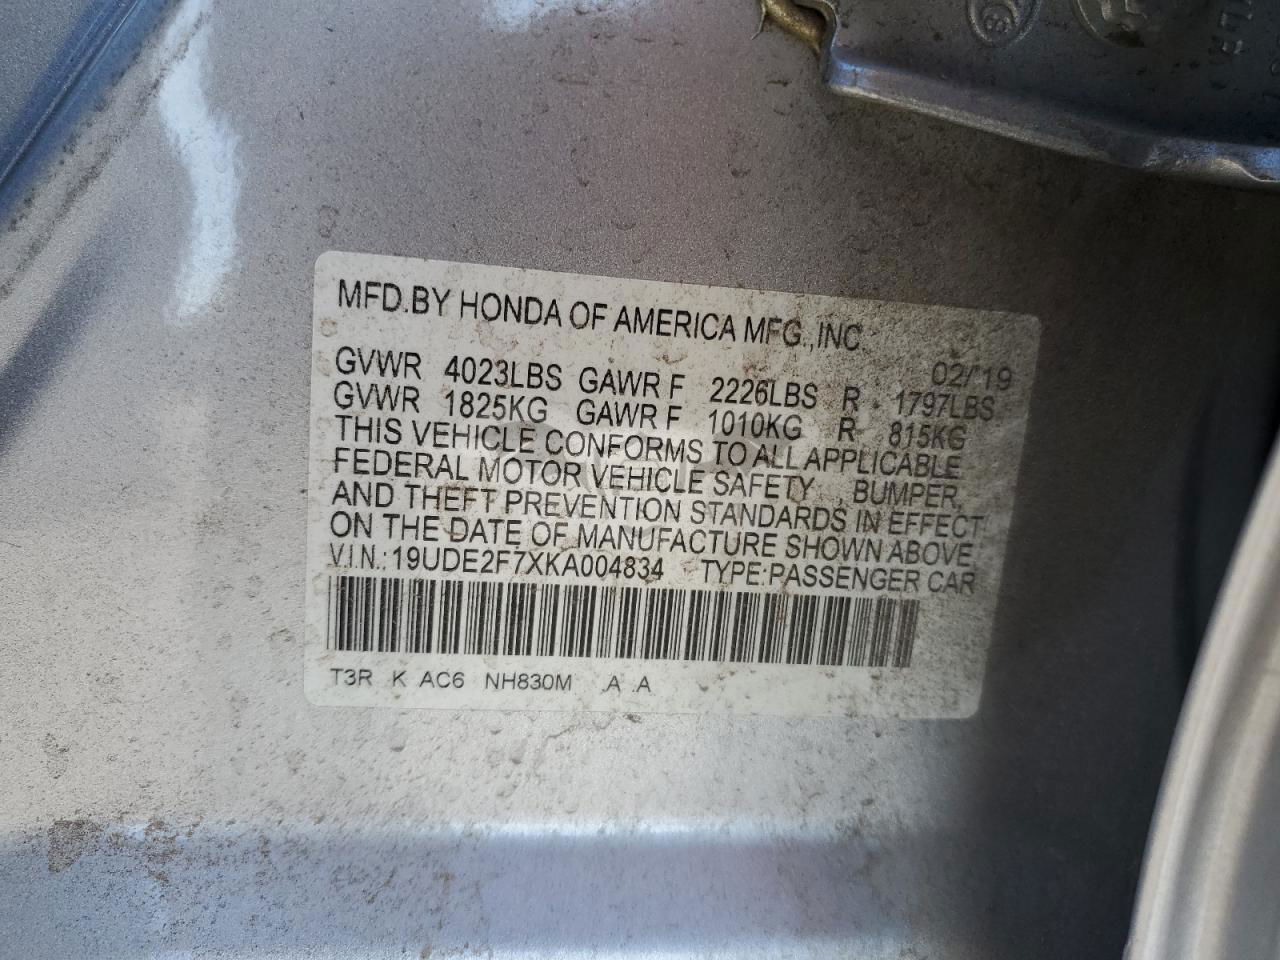 MFD.BY HONDA OF AMERICA MFG.,INC.
02/19
GVWR 4023LBS GAWR F 2226LBS R 1797LBS
GVWR 1825KG GAWR F 1010KG R 815KG
THIS VEHICLE CONFORMS TO ALL APPLICABLE
FEDERAL MOTOR VEHICLE SAFETY BUMPER,
AND THEFT PREVENTION STANDARDS IN EFFECT
ON THE DATE OF MANUFACTURE SHOWN ABOVE.
V.I.N.:19UDE2F7XKA004834 TYPE:PASSENGER CAR
T3R K AC6 NH830M .A .A